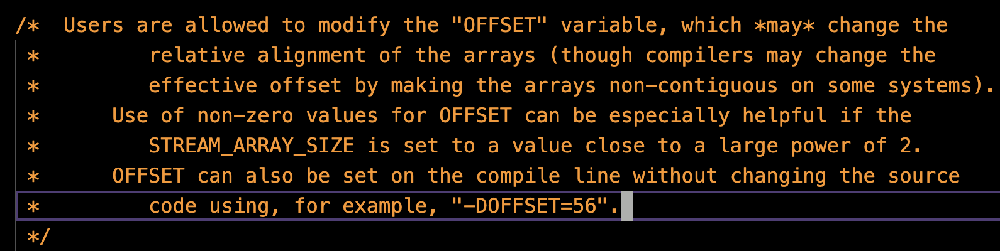 /*  Users are allowed to modify the "OFFSET" variable, which *may* change the
 *         relative alignment of the arrays (though compilers may change the
 *         effective offset by making the arrays non-contiguous on some systems).
 *      Use of non-zero values for OFFSET can be especially helpful if the
 *         STREAM_ARRAY_SIZE is set to a value close to a large power of 2.
 *      OFFSET can also be set on the compile line without changing the source
 *         code using, for example, "-DOFFSET=56".
 */